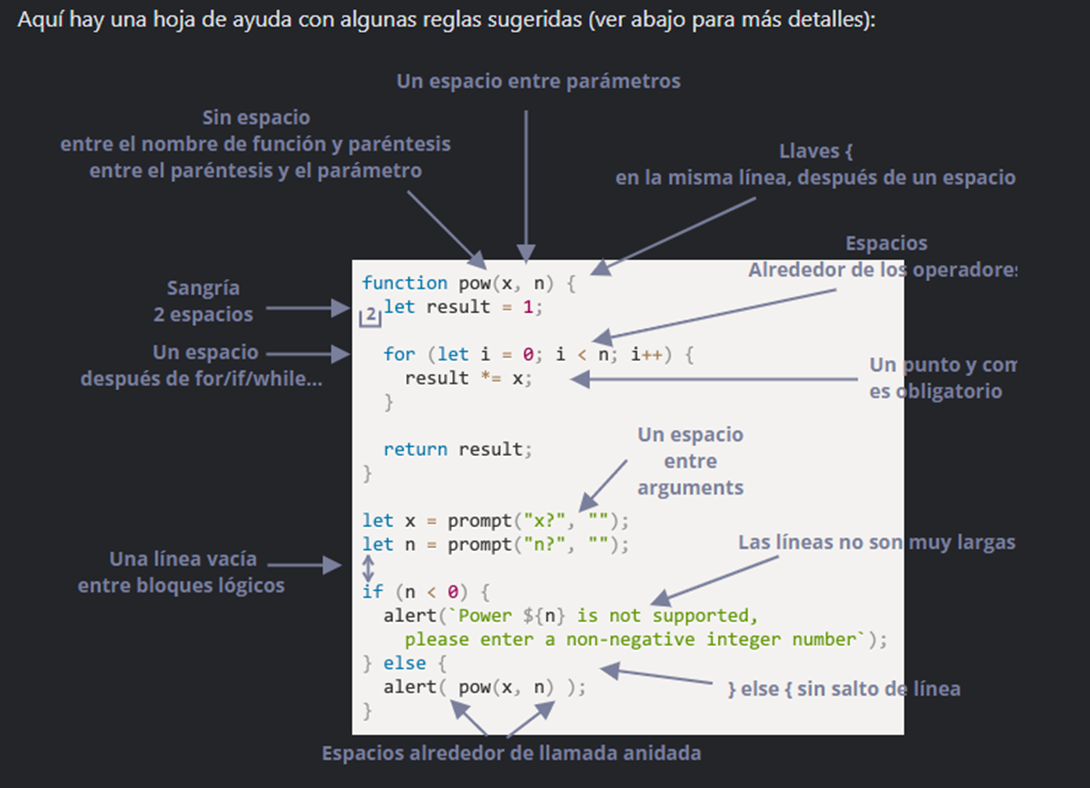 Aquí hay una hoja de ayuda con algunas reglas sugeridas (ver abajo para más detalles):
Un espacio entre parámetros
Sin espacio
entre el nombre de función y paréntesis
entre el paréntesis y el parámetro
Llaves {
en la misma línea, después de un espacio
Espacios
Alrededor de los operadores
Sangría
2 espacios
Un espacio
después de for/if/while...
function pow(x, n) {
2 let result = 1;
for (let i = 0; i < n; i++) {
result *= x;
}
return result;
}
Un punto y com
es obligatorio
Un espacio
entre
arguments
let x = prompt("x?", "");
let n = prompt("n?", "");
Las líneas no son muy largas
Una línea vacía
entre bloques lógicos
if (n < 0) {
alert(`Power ${n} is not supported,
please enter a non-negative integer number`);
} else {
alert( pow(x, n) );
}
} else { sin salto de línea
Espacios alrededor de llamada anidada